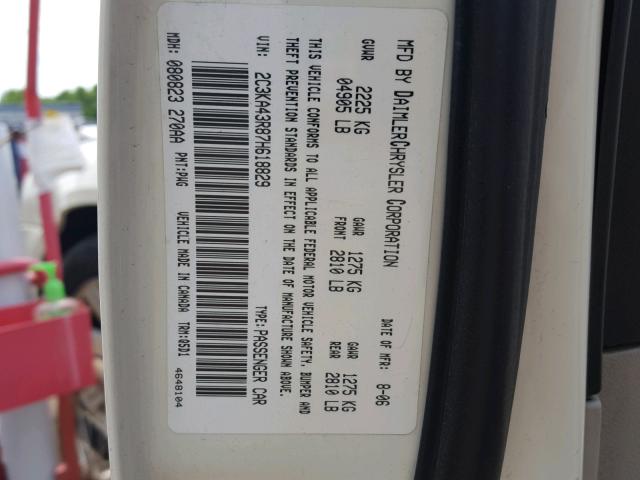 MFD BY DAIMLERCHRYSLER CORPORATION DATE OF MFR: 8-06
GVWR 2225 KG 04905 LB GAWR FRONT 1275 KG 2810 LB GAWR REAR 1275 KG 2810 LB
THIS VEHICLE CONFORMS TO ALL APPLICABLE FEDERAL MOTOR VEHICLE SAFETY, BUMPER AND
THEFT PREVENTION STANDARDS IN EFFECT ON THE DATE OF MANUFACTURE SHOWN ABOVE.
VIN: 2C3KA43R87H618829 TYPE: PASSENGER CAR
MDH: 080823 270AA PNT: PW6 VEHICLE MADE IN CANADA TRM: 05D1
4648104